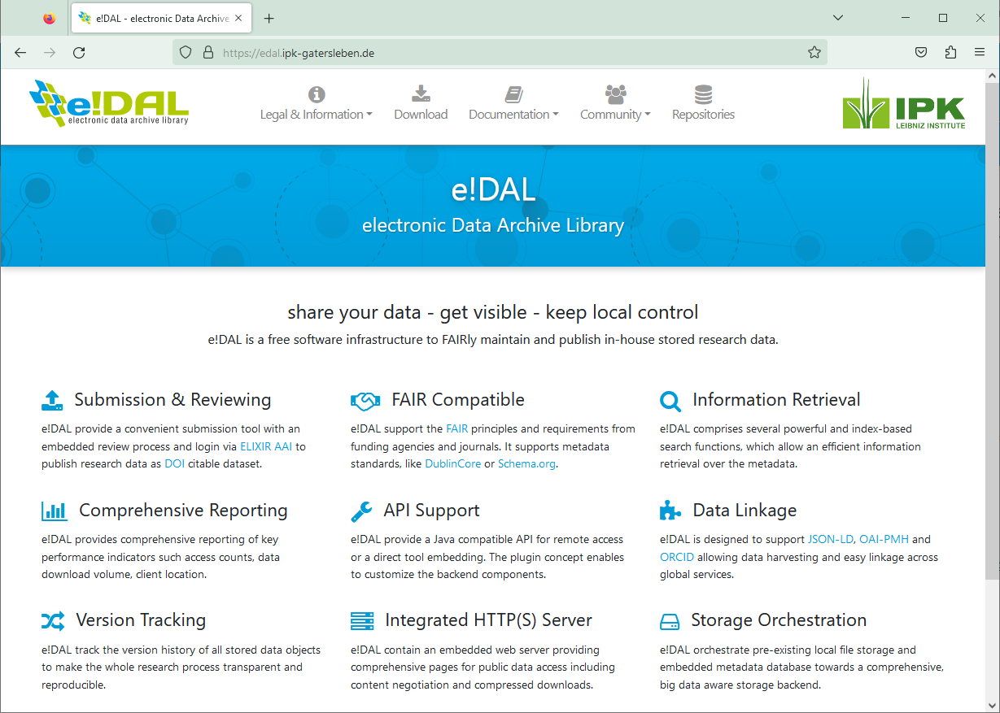 e!DAL - electronic Data Archive
https://edal.ipk-gatersleben.de
e!DAL
electronic data archive library
Legal & Information
Download
Documentation
Community
Repositories
IPK
LEIBNIZ INSTITUTE
e!DAL
electronic Data Archive Library
share your data - get visible - keep local control
e!DAL is a free software infrastructure to FAIRly maintain and publish in-house stored research data.
Submission & Reviewing
e!DAL provide a convenient submission tool with an
embedded review process and login via ELIXIR AAI to
publish research data as DOI citable dataset.
FAIR Compatible
e!DAL support the FAIR principles and requirements from
funding agencies and journals. It supports metadata
standards, like DublinCore or Schema.org.
Information Retrieval
e!DAL comprises several powerful and index-based
search functions, which allow an efficient information
retrieval over the metadata.
Comprehensive Reporting
e!DAL provides comprehensive reporting of key
performance indicators such access counts, data
download volume, client location.
API Support
e!DAL provide a Java compatible API for remote access
or a direct tool embedding. The plugin concept enables
to customize the backend components.
Data Linkage
e!DAL is designed to support JSON-LD, OAI-PMH and
ORCID allowing data harvesting and easy linkage across
global services.
Version Tracking
e!DAL track the version history of all stored data objects
to make the whole research process transparent and
reproducible.
Integrated HTTP(S) Server
e!DAL contain an embedded web server providing
comprehensive pages for public data access including
content negotiation and compressed downloads.
Storage Orchestration
e!DAL orchestrate pre-existing local file storage and
embedded metadata database towards a comprehensive,
big data aware storage backend.